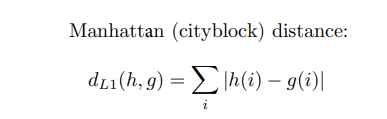 Manhattan (cityblock) distance:
d_{L1}(h, g) = \sum_i |h(i) − g(i)|